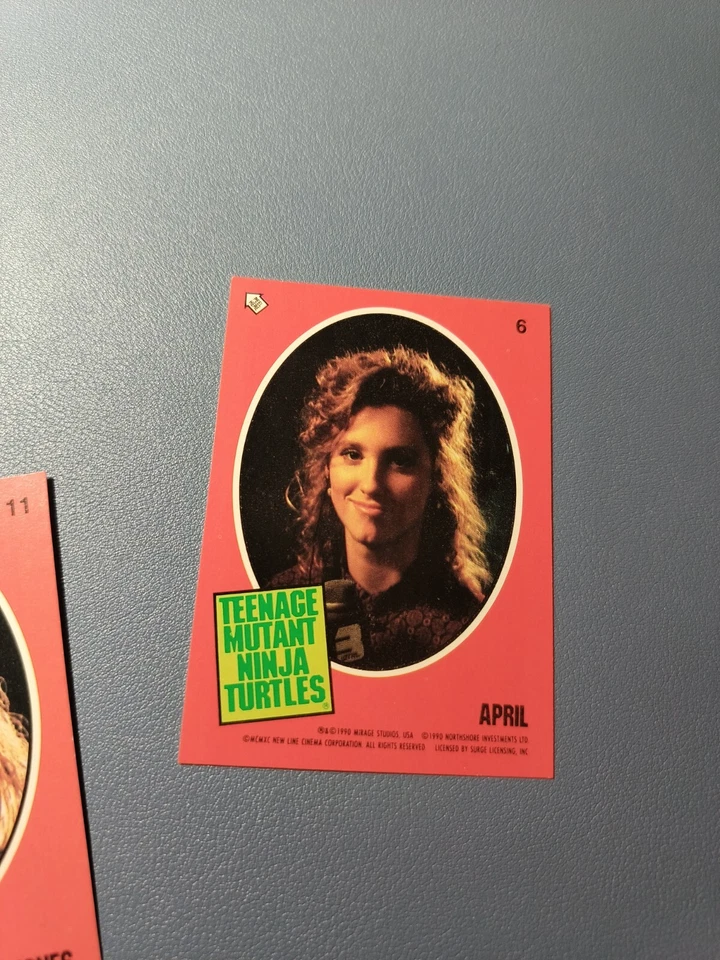 6
TEENAGE
MUTANT
NINJA
TURTLES
®
APRIL
®&©1990 MIRAGE STUDIOS, USA ©1990 NORTHSHORE INVESTMENTS LTD.
©MCMXC NEW LINE CINEMA CORPORATION. ALL RIGHTS RESERVED LICENSED BY SURGE LICENSING, INC
11
3